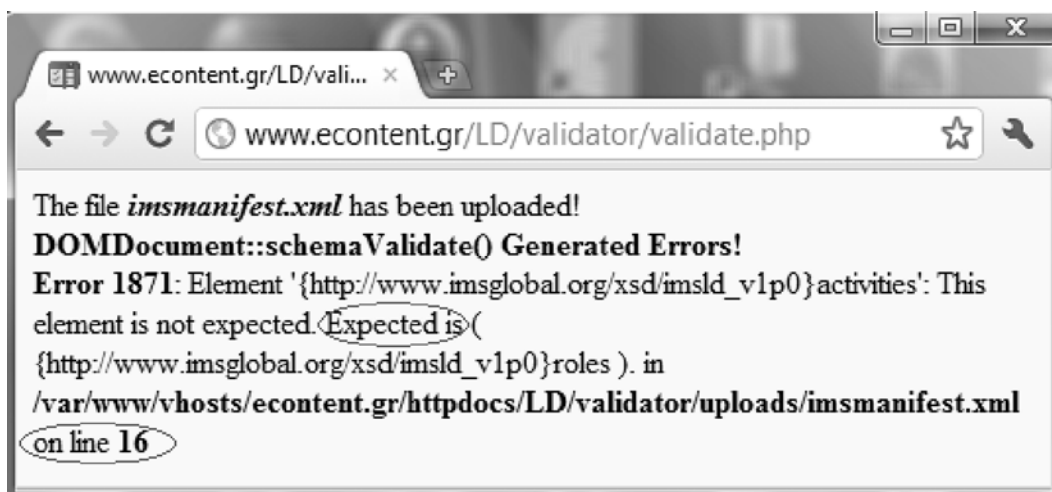 www.econtent.gr/LD/vali...
www.econtent.gr/LD/validator/validate.php
The file imsmanifest.xml has been uploaded!
DOMDocument::schemaValidate() Generated Errors!
Error 1871: Element '{http://www.imsglobal.org/xsd/imsld_v1p0}activities': This
element is not expected. Expected is (
{http://www.imsglobal.org/xsd/imsld_v1p0}roles ). in
/var/www/vhosts/econtent.gr/httpdocs/LD/validator/uploads/imsmanifest.xml
on line 16